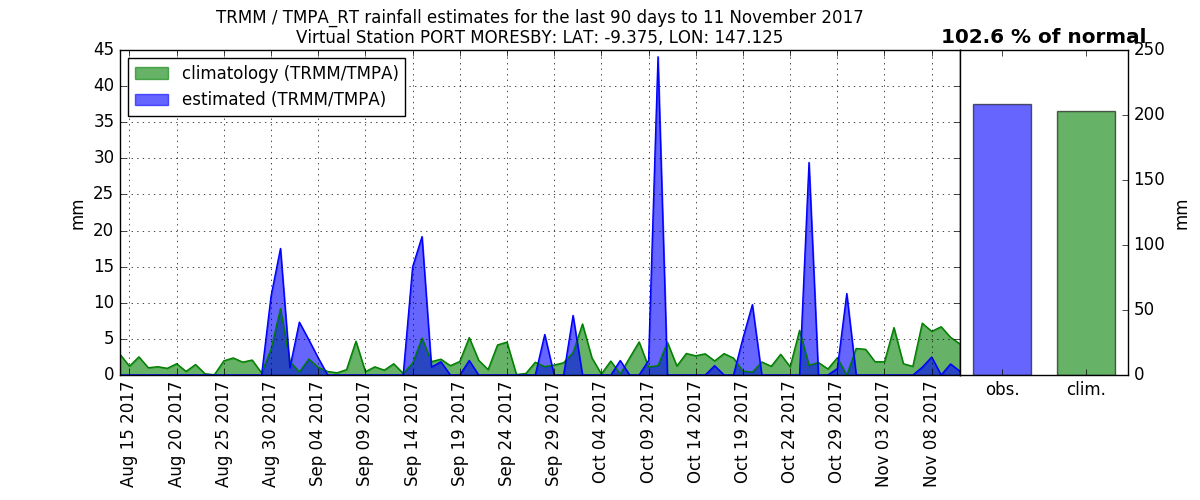 TRMM / TMPA_RT rainfall estimates for the last 90 days to 11 November 2017
Virtual Station PORT MORESBY: LAT: -9.375, LON: 147.125
102.6 % of normal
climatology (TRMM/TMPA)
estimated (TRMM/TMPA)
45
40
35
30
25
20
15
10
5
0
mm
Aug 15 2017
Aug 20 2017
Aug 25 2017
Aug 30 2017
Sep 04 2017
Sep 09 2017
Sep 14 2017
Sep 19 2017
Sep 24 2017
Sep 29 2017
Oct 04 2017
Oct 09 2017
Oct 14 2017
Oct 19 2017
Oct 24 2017
Oct 29 2017
Nov 03 2017
Nov 08 2017
250
200
150
100
50
0
mm
obs.
clim.